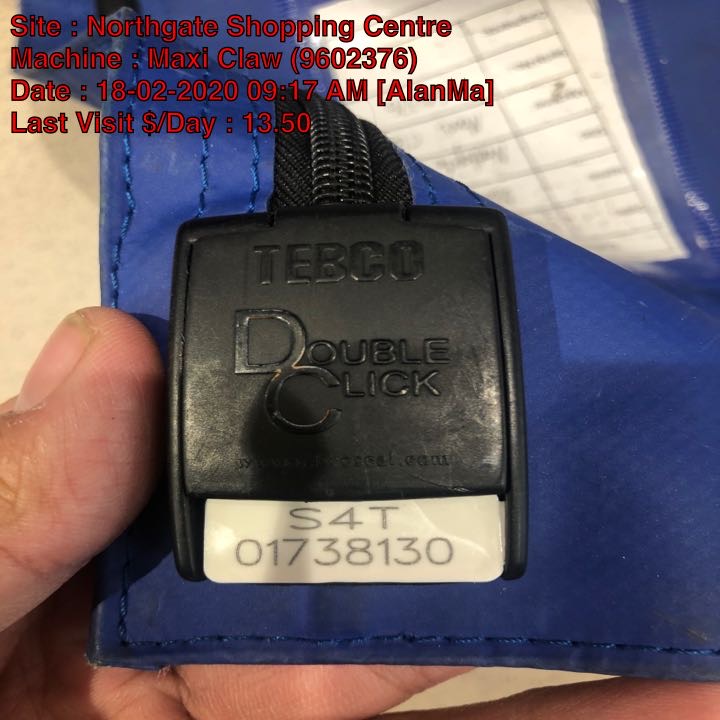 Site : Northgate Shopping Centre
Machine : Maxi Claw (9602376)
Date : 18-02-2020 09:17 AM [AlanMa]
Last Visit $/Day : 13.50
TEBCO
DOUBLE
CLICK
S4T
01738130